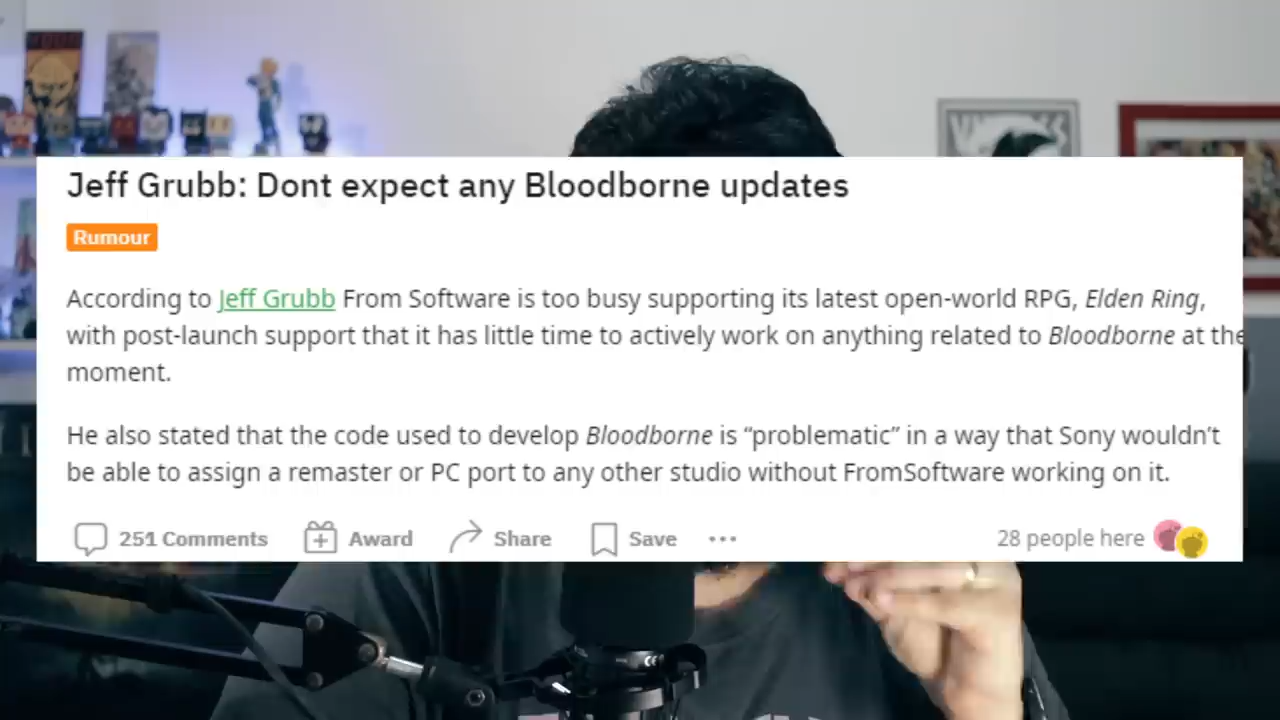 Jeff Grubb: Dont expect any Bloodborne updates
Rumour
According to Jeff Grubb From Software is too busy supporting its latest open-world RPG, Elden Ring,
with post-launch support that it has little time to actively work on anything related to Bloodborne at the
moment.
He also stated that the code used to develop Bloodborne is “problematic” in a way that Sony wouldn’t
be able to assign a remaster or PC port to any other studio without FromSoftware working on it.
251 Comments Award Share Save 28 people here